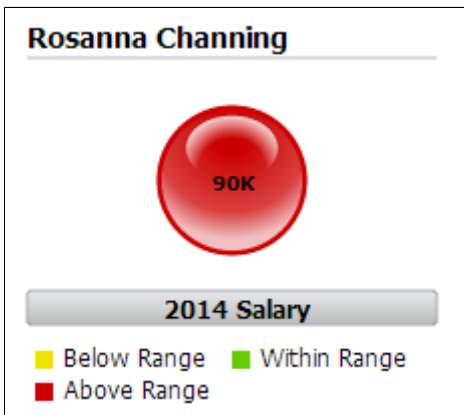 Rosanna Channing
90K
2014 Salary
Below Range Within Range
Above Range